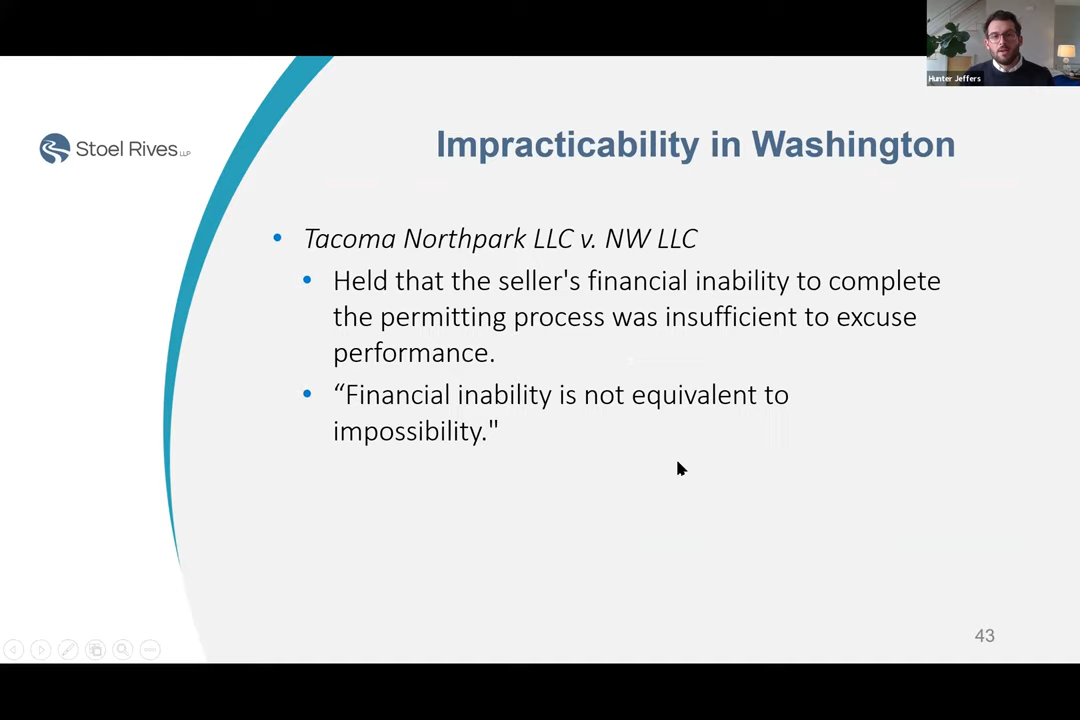 Hunter Jeffers
Stoel Rives LLP
Impracticability in Washington
• Tacoma Northpark LLC v. NW LLC
• Held that the seller's financial inability to complete
the permitting process was insufficient to excuse
performance.
• “Financial inability is not equivalent to
impossibility."
43